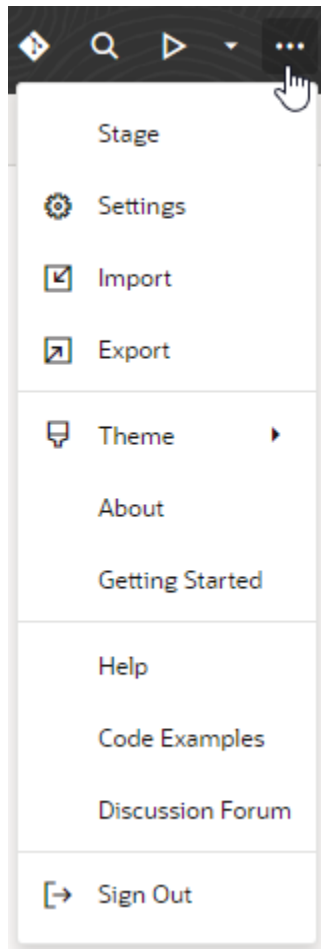 Stage
Settings
Import
Export
Theme
About
Getting Started
Help
Code Examples
Discussion Forum
Sign Out